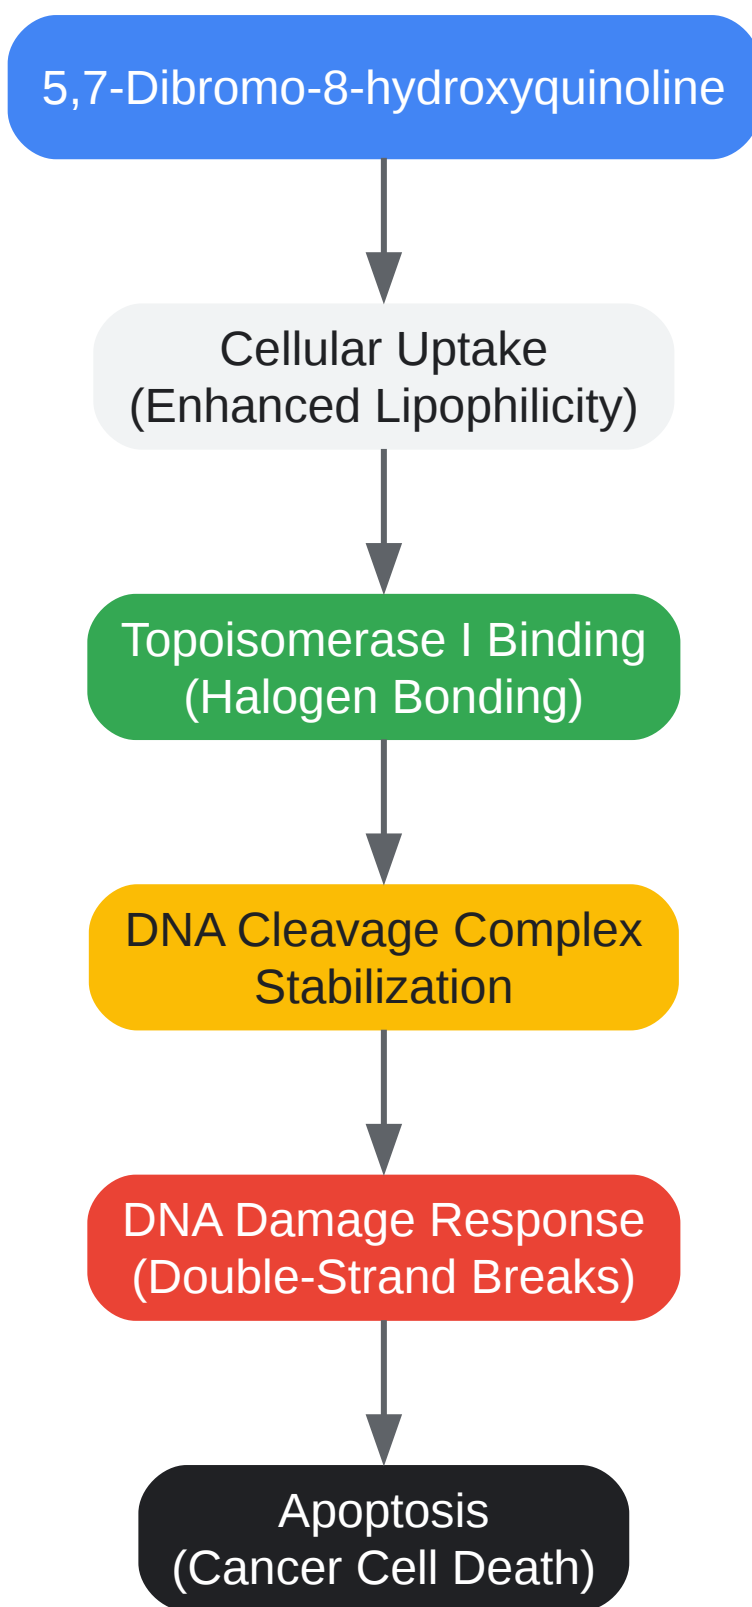 5,7-Dibromo-8-hydroxyquinoline
Cellular Uptake
(Enhanced Lipophilicity)
Topoisomerase I Binding
(Halogen Bonding)
DNA Cleavage Complex
Stabilization
DNA Damage Response
(Double-Strand Breaks)
Apoptosis
(Cancer Cell Death)